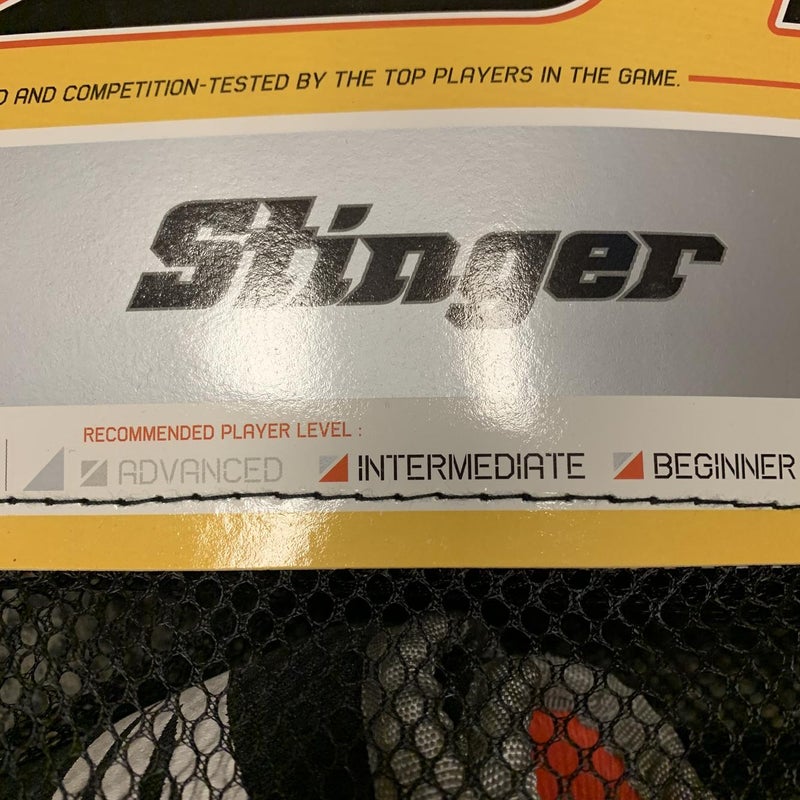 AND COMPETITION-TESTED BY THE TOP PLAYERS IN THE GAME.
Stinger
RECOMMENDED PLAYER LEVEL :
ADVANCED INTERMEDIATE BEGINNER